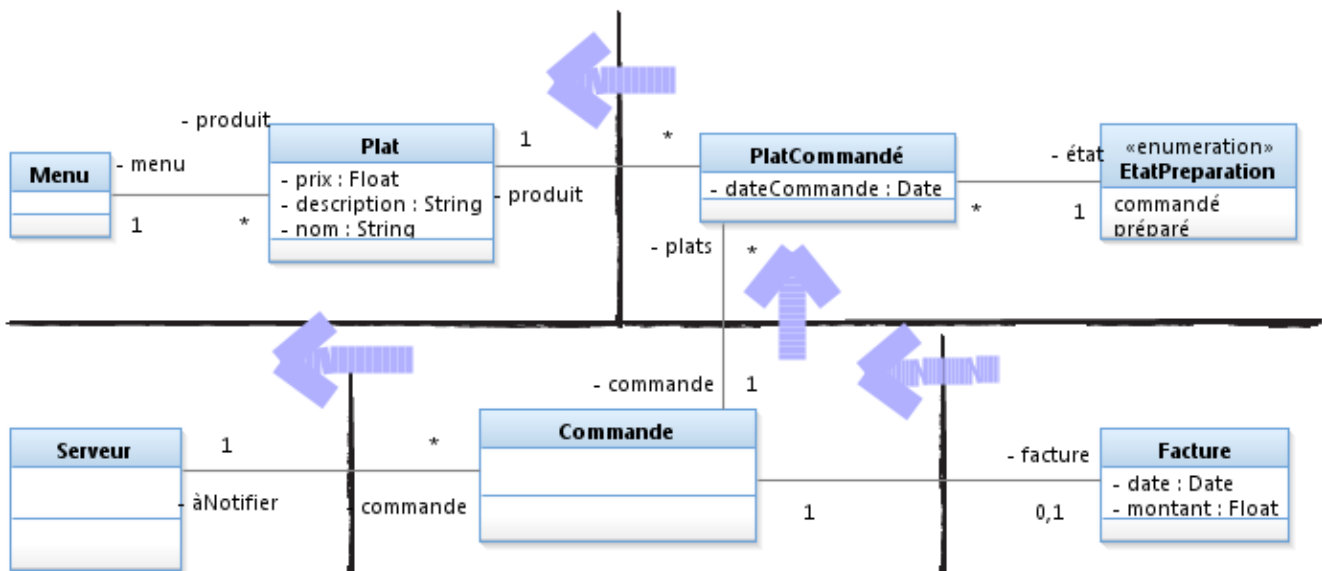 - produit
Menu
- menu
1
*
Plat
- prix : Float
- description : String
- nom : String
1
- produit
*
PlatCommandé
- dateCommande : Date
- état
*
1
«enumeration»
EtatPreparation
commandé
préparé
- plats
*
- commande
1
Serveur
1
- àNotifier
*
- commande
Commande
1
- facture
0,1
Facture
- date : Date
- montant : Float